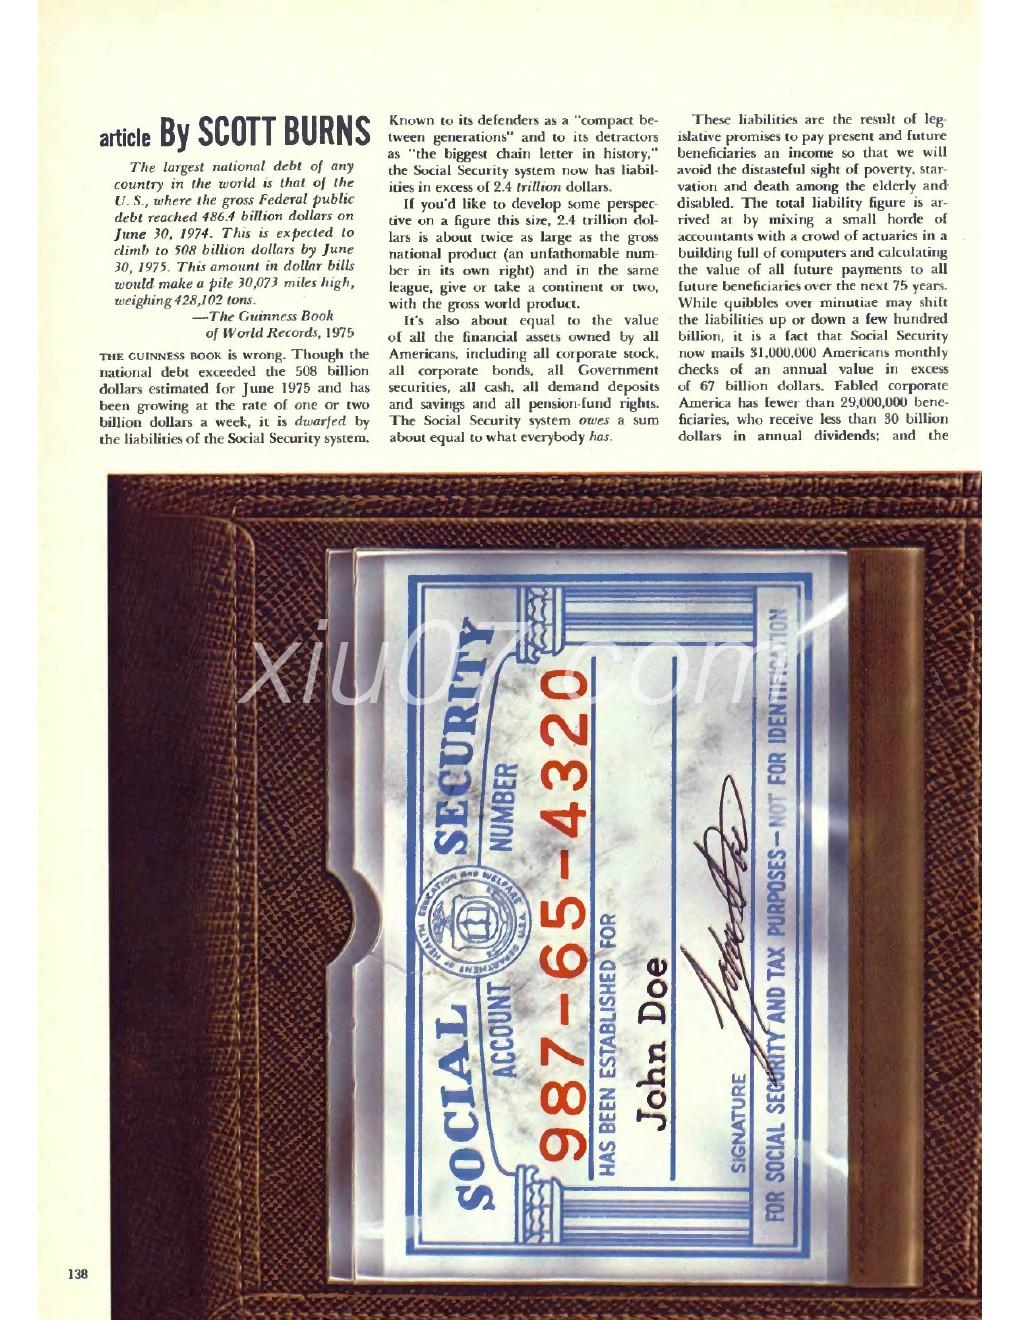 article By SCOTT BURNS
The largest national debt of any
country in the world is that of the
U. S., where the gross Federal public
debt reached 486.4 billion dollars on
June 30, 1974. This is expected to
climb to 508 billion dollars by June
30, 1975. This amount in dollar bills
would make a pile 30,073 miles high,
weighing 428,102 tons.
—The Guinness Book
of World Records, 1975
THE GUINNESS BOOK is wrong. Though the
national debt exceeded the 508 billion
dollars estimated for June 1975 and has
been growing at the rate of one or two
billion dollars a week, it is dwarfed by
the liabilities of the Social Security system.
Known to its defenders as a "compact be-
tween generations" and to its detractors
as "the biggest chain letter in history,"
the Social Security system now has liabil-
ities in excess of 2.4 trillion dollars.
If you'd like to develop some perspec-
tive on a figure this size, 2.4 trillion dol-
lars is about twice as large as the gross
national product (an unfathomable num-
ber in its own right) and in the same
league, give or take a continent or two,
with the gross world product.
It's also about equal to the value
of all the financial assets owned by all
Americans, including all corporate stock,
all corporate bonds, all Government
securities, all cash, all demand deposits
and savings and all pension-fund rights.
The Social Security system owes a sum
about equal to what everybody has.
These liabilities are the result of leg-
islative promises to pay present and future
beneficiaries an income so that we will
avoid the distasteful sight of poverty, star-
vation and death among the elderly and
disabled. The total liability figure is ar-
rived at by mixing a small horde of
accountants with a crowd of actuaries in a
building full of computers and calculating
the value of all future payments to all
future beneficiaries over the next 75 years.
While quibbles over minutiae may shift
the liabilities up or down a few hundred
billion, it is a fact that Social Security
now mails 31,000,000 Americans monthly
checks of an annual value in excess
of 67 billion dollars. Fabled corporate
America has fewer than 29,000,000 bene-
ficiaries, who receive less than 30 billion
dollars in annual dividends; and the
SOCIAL SECURITY
ACCOUNT NUMBER
DEPARTMENT OF HEALTH, EDUCATION AND WELFARE
987-65-4320
HAS BEEN ESTABLISHED FOR
John Doe
John Doe
SIGNATURE
FOR SOCIAL SECURITY AND TAX PURPOSES—NOT FOR IDENTIFICATION
xiu07.com
138